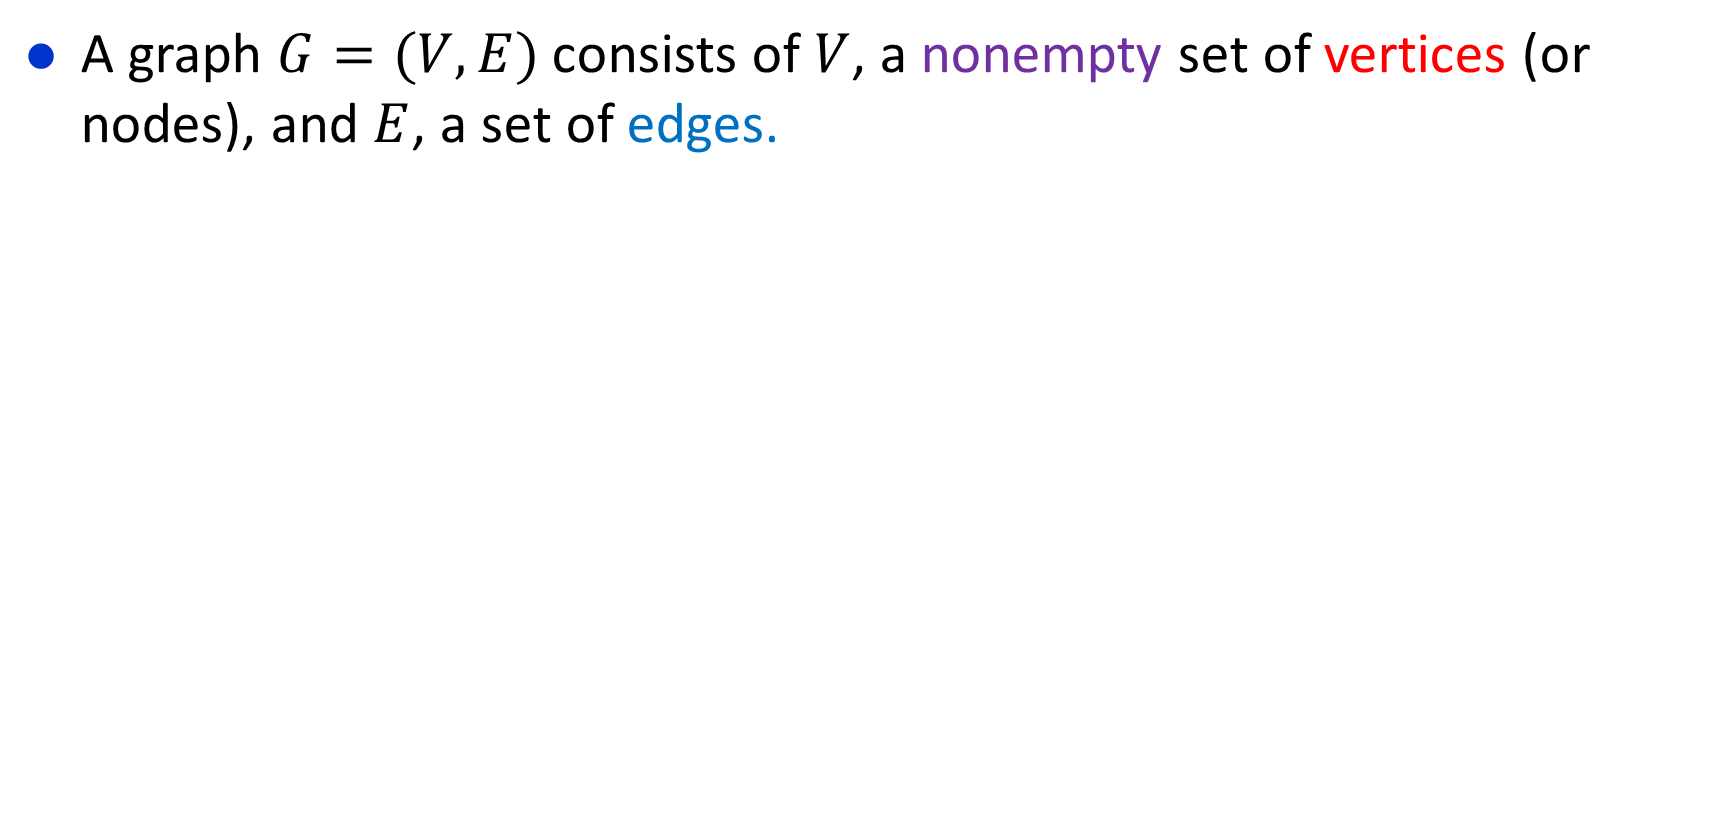 ● A graph 𝐺 = (𝑉, 𝐸) consists of 𝑉, a nonempty set of vertices (or
nodes), and 𝐸, a set of edges.